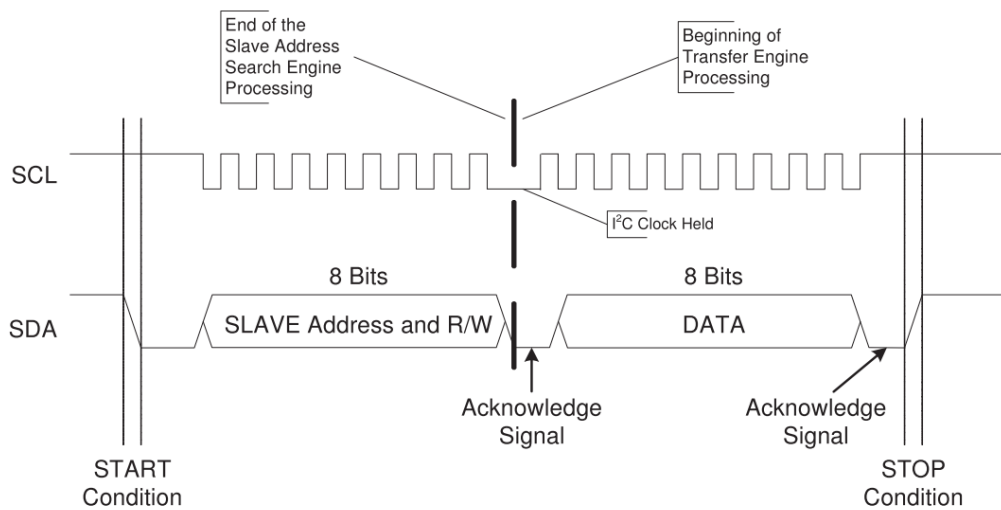 End of the
Slave Address
Search Engine
Processing
Beginning of
Transfer Engine
Processing
SCL
I²C Clock Held
8 Bits
8 Bits
SDA
SLAVE Address and R/W
DATA
Acknowledge
Signal
Acknowledge
Signal
START
Condition
STOP
Condition